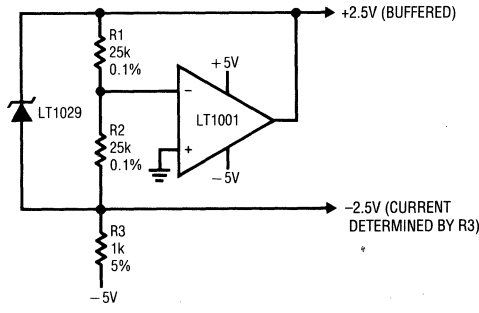 +2.5V (BUFFERED)
R1
25k
0.1%
+5V
−
LT1029
LT1001
R2
25k
0.1%
+
−5V
−2.5V (CURRENT
DETERMINED BY R3)
R3
1k
5%
−5V